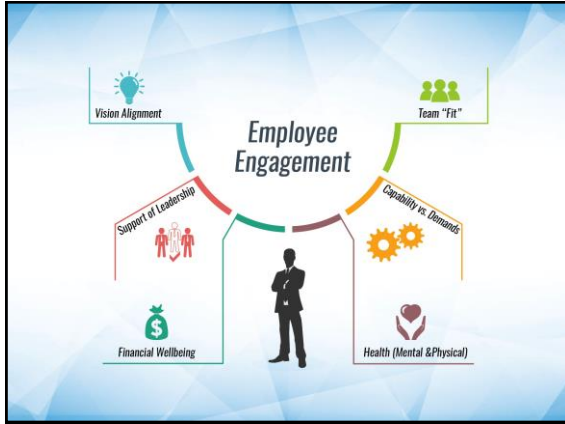 Employee
Engagement
Vision Alignment
Team "Fit"
Support of Leadership
Capability vs. Demands
$
Financial Wellbeing
Health (Mental &Physical)